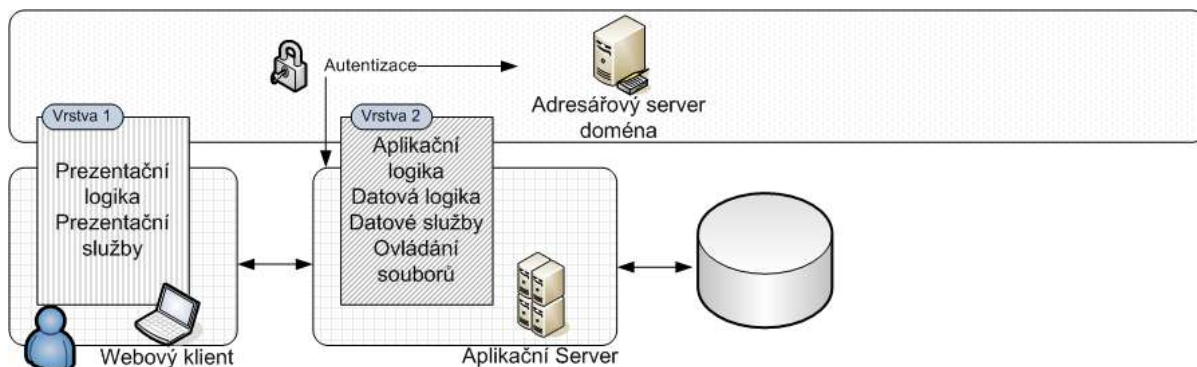 Autentizace
Adresářový server
doména
Vrstva 1
Prezentační
logika
Prezentační
služby
Webový klient
Vrstva 2
Aplikační
logika
Datová logika
Datové služby
Ovládání
souborů
Aplikační Server